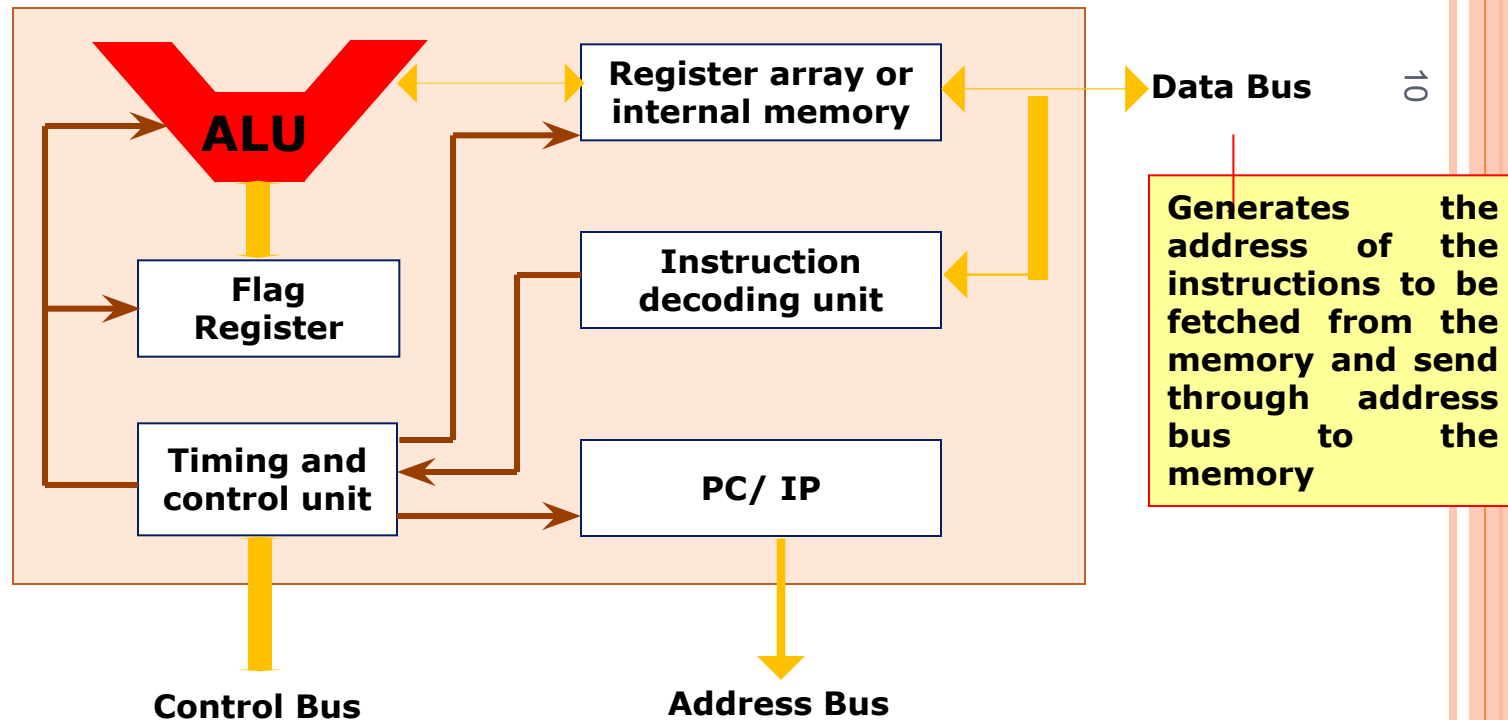 ALU
Register array or
internal memory
Data Bus
10
Generates the
address of the
instructions to be
fetched from the
memory and send
through address
bus to the
memory
Flag
Register
Instruction
decoding unit
Timing and
control unit
PC/ IP
Control Bus
Address Bus